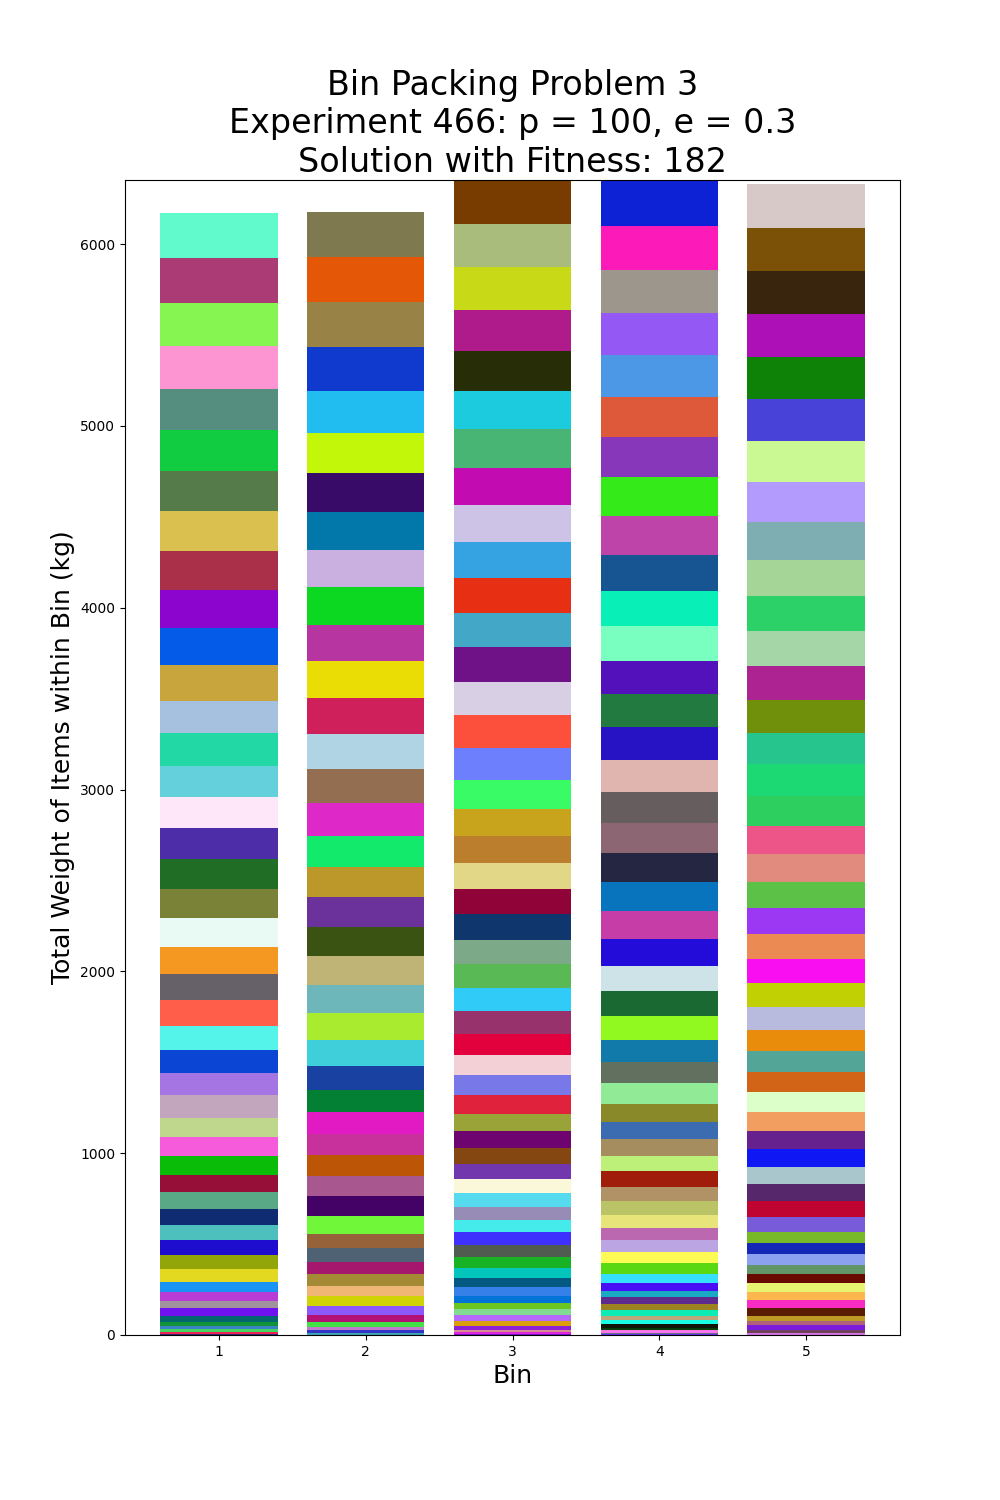 Bin Packing Problem 3
Experiment 466: p = 100, e = 0.3
Solution with Fitness: 182
Total Weight of Items within Bin (kg)
6000
5000
4000
3000
2000
1000
0
1 2 3 4 5
Bin